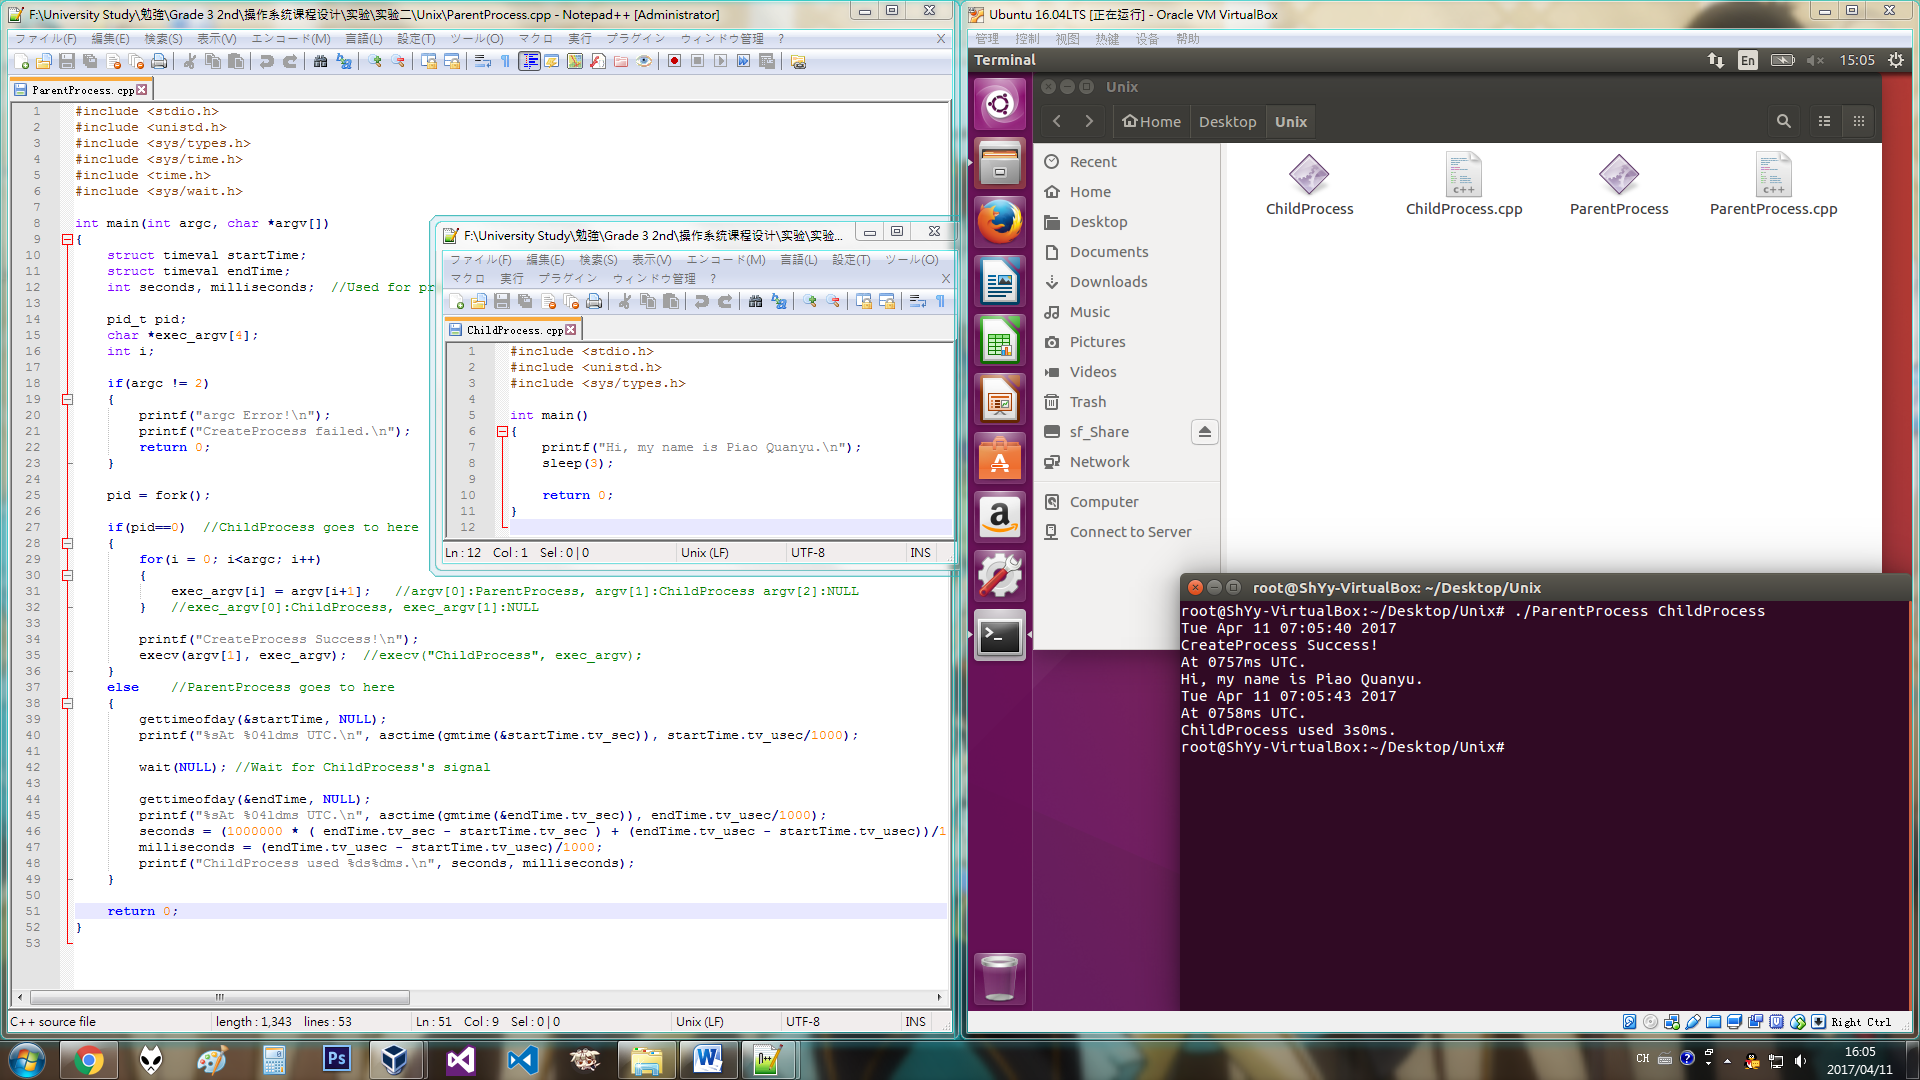 F:\University Study\勉強\Grade 3 2nd\操作系统课程设计\实验\实验二\Unix\ParentProcess.cpp - Notepad++ [Administrator]
ファイル(F) 編集(E) 検索(S) 表示(V) エンコード(M) 言語(L) 設定(T) ツール(O) マクロ 実行 プラグイン ウィンドウ管理 ? X
ParentProcess.cpp
1 #include <stdio.h>
2 #include <unistd.h>
3 #include <sys/types.h>
4 #include <sys/time.h>
5 #include <time.h>
6 #include <sys/wait.h>
7
8 int main(int argc, char *argv[])
9 {
10 struct timeval startTime;
11 struct timeval endTime;
12 int seconds, milliseconds; //Used for pr
13
14 pid_t pid;
15 char *exec_argv[4];
16 int i;
17
18 if(argc != 2)
19 {
20 printf("argc Error!\n");
21 printf("CreateProcess failed.\n");
22 return 0;
23 }
24
25 pid = fork();
26
27 if(pid==0) //ChildProcess goes to here
28 {
29 for(i = 0; i<argc; i++)
30 {
31 exec_argv[i] = argv[i+1]; //argv[0]:ParentProcess, argv[1]:ChildProcess argv[2]:NULL
32 } //exec_argv[0]:ChildProcess, exec_argv[1]:NULL
33
34 printf("CreateProcess Success!\n");
35 execv(argv[1], exec_argv); //execv("ChildProcess", exec_argv);
36 }
37 else //ParentProcess goes to here
38 {
39 gettimeofday(&startTime, NULL);
40 printf("%sAt %04ldms UTC.\n", asctime(gmtime(&startTime.tv_sec)), startTime.tv_usec/1000);
41
42 wait(NULL); //Wait for ChildProcess's signal
43
44 gettimeofday(&endTime, NULL);
45 printf("%sAt %04ldms UTC.\n", asctime(gmtime(&endTime.tv_sec)), endTime.tv_usec/1000);
46 seconds = (1000000 * ( endTime.tv_sec - startTime.tv_sec ) + (endTime.tv_usec - startTime.tv_usec))/1
47 milliseconds = (endTime.tv_usec - startTime.tv_usec)/1000;
48 printf("ChildProcess used %ds%dms.\n", seconds, milliseconds);
49 }
50
51 return 0;
52 }
53
C++ source file length : 1,343 lines : 53 Ln : 51 Col : 9 Sel : 0 | 0 Unix (LF) UTF-8 INS
F:\University Study\勉強\Grade 3 2nd\操作系统课程设计\实验\实验...
ファイル(F) 編集(E) 検索(S) 表示(V) エンコード(M) 言語(L) 設定(T) ツール(O)
マクロ 実行 プラグイン ウィンドウ管理 ? X
ChildProcess.cpp
1 #include <stdio.h>
2 #include <unistd.h>
3 #include <sys/types.h>
4
5 int main()
6 {
7 printf("Hi, my name is Piao Quanyu.\n");
8 sleep(3);
9
10 return 0;
11 }
12
Ln : 12 Col : 1 Sel : 0 | 0 Unix (LF) UTF-8 INS
Ubuntu 16.04LTS [正在运行] - Oracle VM VirtualBox
管理 控制 视图 热键 设备 帮助
Terminal En 15:05
Unix
Home Desktop Unix
Recent
Home
Desktop
Documents
Downloads
Music
Pictures
Videos
Trash
sf_Share
Network
Computer
Connect to Server
ChildProcess ChildProcess.cpp ParentProcess ParentProcess.cpp
root@ShYy-VirtualBox: ~/Desktop/Unix
root@ShYy-VirtualBox:~/Desktop/Unix# ./ParentProcess ChildProcess
Tue Apr 11 07:05:40 2017
CreateProcess Success!
At 0757ms UTC.
Hi, my name is Piao Quanyu.
Tue Apr 11 07:05:43 2017
At 0758ms UTC.
ChildProcess used 3s0ms.
root@ShYy-VirtualBox:~/Desktop/Unix#
Right Ctrl
CH 16:05
2017/04/11